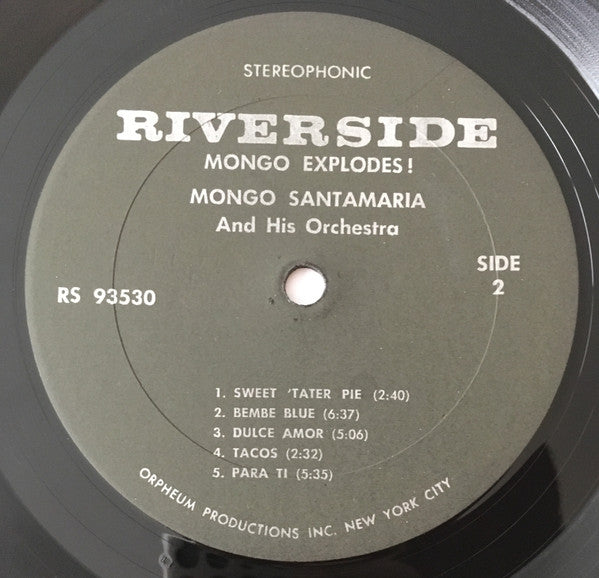 STEREOPHONIC
RIVERSIDE
MONGO EXPLODES!
MONGO SANTAMARIA
And His Orchestra
SIDE
2
RS 93530
1. SWEET 'TATER PIE (2:40)
2. BEMBE BLUE (6:37)
3. DULCE AMOR (5:06)
4. TACOS (2:32)
5. PARA TI (5:35)
ORPHEUM PRODUCTIONS INC. NEW YORK CITY